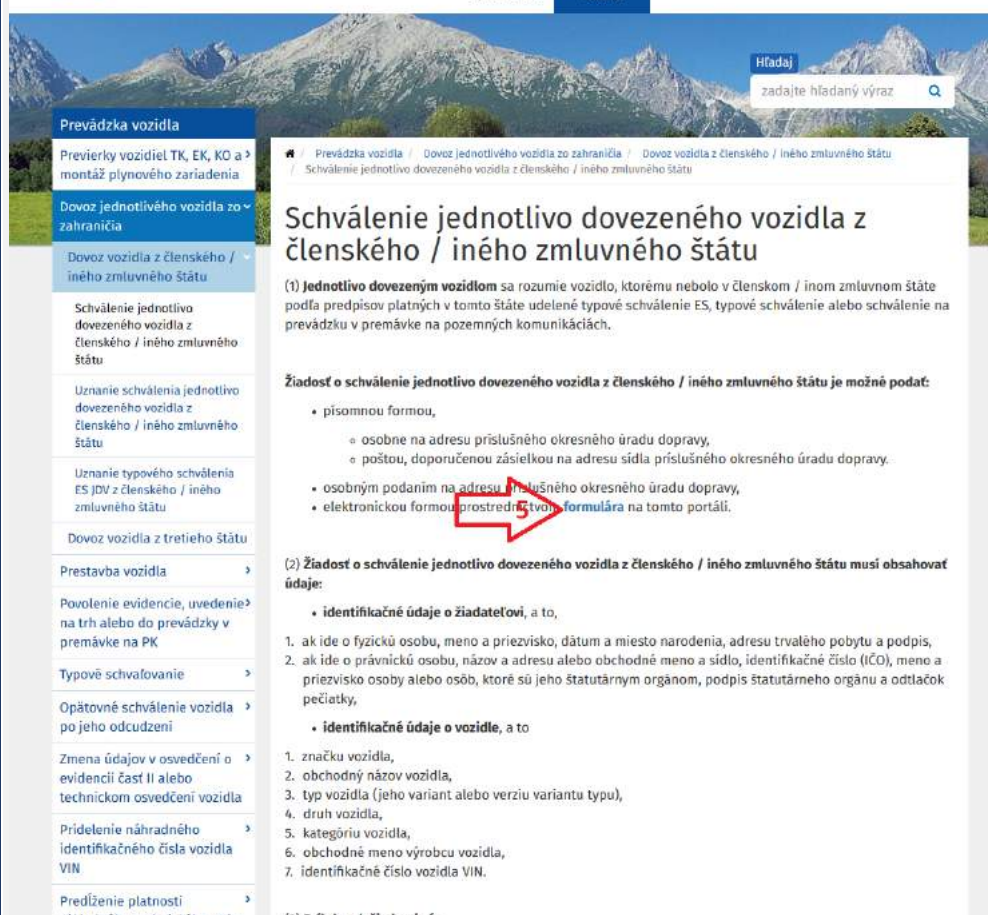 Hľadaj
zadajte hľadaný výraz
Prevádzka vozidla
Previerky vozidiel TK, EK, KO a
montáž plynového zariadenia
Dovoz jednotlivého vozidla zo
zahraničia
Dovoz vozidla z členského /
iného zmluvného štátu
Schválenie jednotlivo
dovezeného vozidla z
členského / iného zmluvného
štátu
Uznanie schválenia jednotlivo
dovezeného vozidla z
členského / iného zmluvného
štátu
Uznanie typového schválenia
ES JDV z členského / iného
zmluvného štátu
Dovoz vozidla z tretieho štátu
Prestavba vozidla
Povolenie evidencie, uvedenie
na trh alebo do prevádzky v
premávke na PK
Typové schvaľovanie
Opätovné schválenie vozidla
po jeho odcudzení
Zmena údajov v osvedčení o
evidencii časť II alebo
technickom osvedčení vozidla
Pridelenie náhradného
identifikačného čísla vozidla
VIN
Predĺženie platnosti
/ Prevádzka vozidla / Dovoz jednotlivého vozidla zo zahraničia / Dovoz vozidla z členského / iného zmluvného štátu
/ Schválenie jednotlivo dovezeného vozidla z členského / iného zmluvného štátu
Schválenie jednotlivo dovezeného vozidla z
členského / iného zmluvného štátu
(1) Jednotlivo dovezeným vozidlom sa rozumie vozidlo, ktorému nebolo v členskom / inom zmluvnom štáte
podľa predpisov platných v tomto štáte udelené typové schválenie ES, typové schválenie alebo schválenie na
prevádzku v premávke na pozemných komunikáciách.
Žiadosť o schválenie jednotlivo dovezeného vozidla z členského / iného zmluvného štátu je možné podať:
• písomnou formou,
◦ osobne na adresu príslušného okresného úradu dopravy,
◦ poštou, doporučenou zásielkou na adresu sídla príslušného okresného úradu dopravy.
• osobným podaním na adresu príslušného okresného úradu dopravy,
• elektronickou formou prostredníctvom formulára na tomto portáli.
5
(2) Žiadosť o schválenie jednotlivo dovezeného vozidla z členského / iného zmluvného štátu musí obsahovať
údaje:
• identifikačné údaje o žiadateľovi, a to,
1. ak ide o fyzickú osobu, meno a priezvisko, dátum a miesto narodenia, adresu trvalého pobytu a podpis,
2. ak ide o právnickú osobu, názov a adresu alebo obchodné meno a sídlo, identifikačné číslo (IČO), meno a
priezvisko osoby alebo osôb, ktoré sú jeho štatutárnym orgánom, podpis štatutárneho orgánu a odtlačok
pečiatky,
• identifikačné údaje o vozidle, a to
1. značku vozidla,
2. obchodný názov vozidla,
3. typ vozidla (jeho variant alebo verziu variantu typu),
4. druh vozidla,
5. kategóriu vozidla,
6. obchodné meno výrobcu vozidla,
7. identifikačné číslo vozidla VIN.